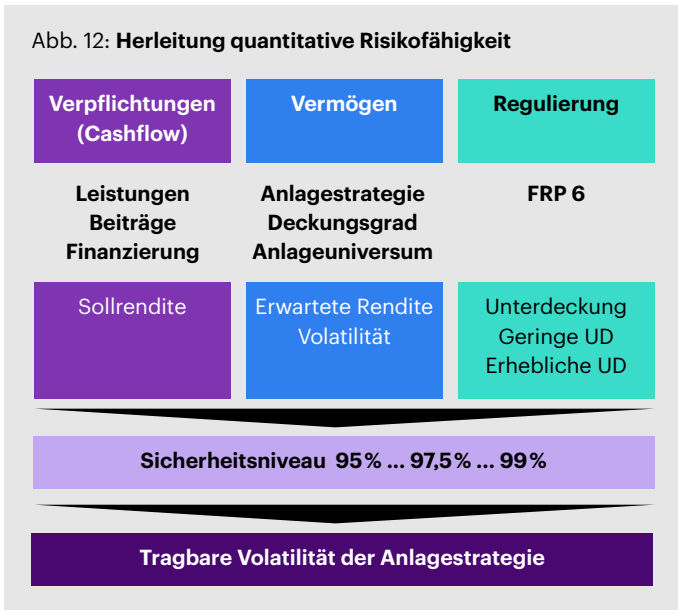 Abb. 12: Herleitung quantitative Risikofähigkeit
Verpflichtungen
(Cashflow)
Vermögen
Regulierung
Leistungen
Beiträge
Finanzierung
Anlagestrategie
Deckungsgrad
Anlageuniversum
FRP 6
Sollrendite
Erwartete Rendite
Volatilität
Unterdeckung
Geringe UD
Erhebliche UD
Sicherheitsniveau 95% ... 97,5% ... 99%
Tragbare Volatilität der Anlagestrategie